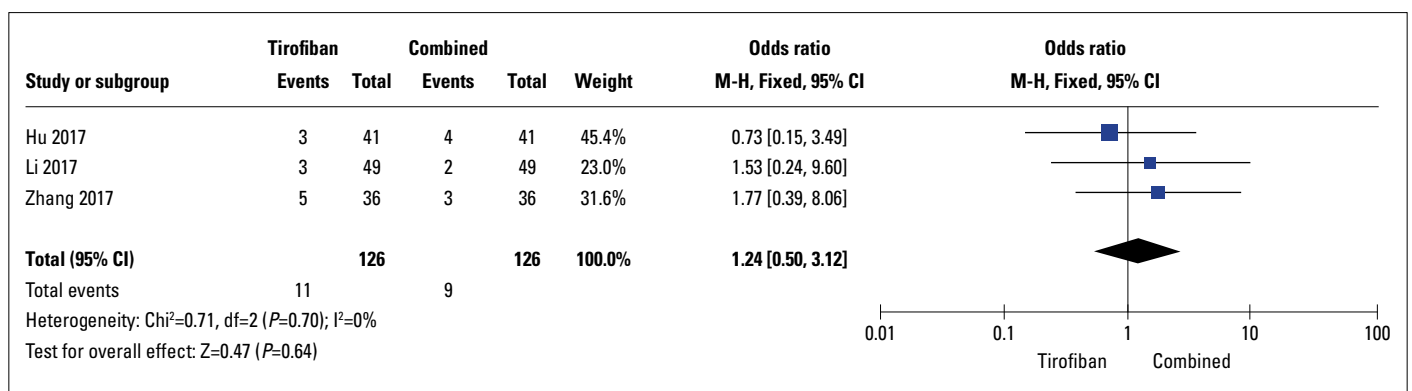 Tirofiban Combined Odds ratio Odds ratio
Study or subgroup Events Total Events Total Weight M-H, Fixed, 95% CI M-H, Fixed, 95% CI
Hu 2017 3 41 4 41 45.4% 0.73 [0.15, 3.49]
Li 2017 3 49 2 49 23.0% 1.53 [0.24, 9.60]
Zhang 2017 5 36 3 36 31.6% 1.77 [0.39, 8.06]
Total (95% CI) 126 126 100.0% 1.24 [0.50, 3.12]
Total events 11 9
Heterogeneity: Chi²=0.71, df=2 (P=0.70); I²=0%
Test for overall effect: Z=0.47 (P=0.64)
0.01 0.1 1 10 100
Tirofiban Combined